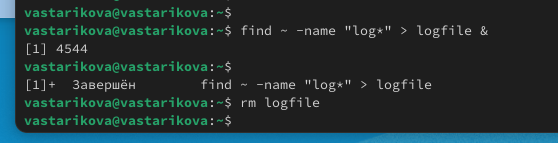 vastarikova@vastarikova:~$
vastarikova@vastarikova:~$ find ~ -name "log*" > logfile &
[1] 4544
vastarikova@vastarikova:~$
[1]+  Завершён        find ~ -name "log*" > logfile
vastarikova@vastarikova:~$ rm logfile
vastarikova@vastarikova:~$